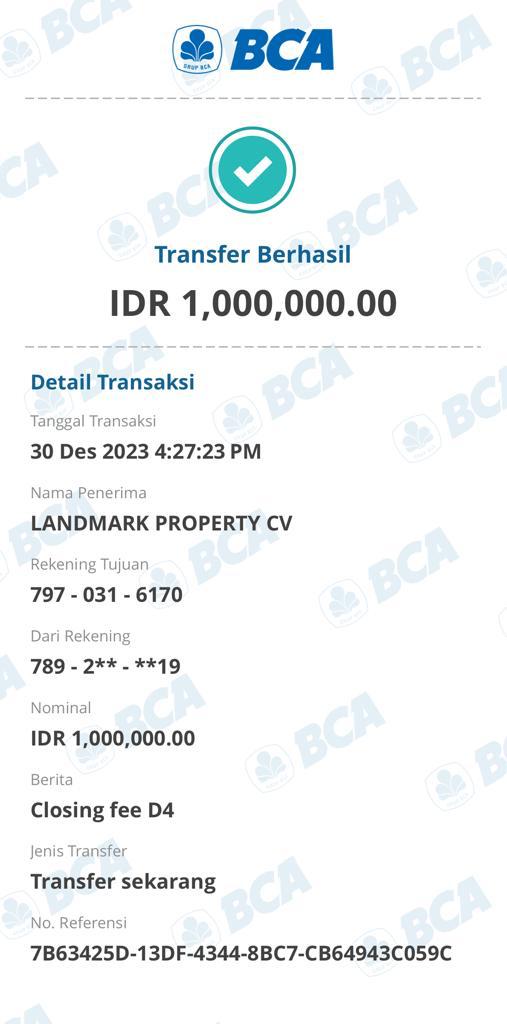 GRUP BCA
BCA
Transfer Berhasil
IDR 1,000,000.00
Detail Transaksi
Tanggal Transaksi
30 Des 2023 4:27:23 PM
Nama Penerima
LANDMARK PROPERTY CV
Rekening Tujuan
797 - 031 - 6170
Dari Rekening
789 - 2** - **19
Nominal
IDR 1,000,000.00
Berita
Closing fee D4
Jenis Transfer
Transfer sekarang
No. Referensi
7B63425D-13DF-4344-8BC7-CB64943C059C